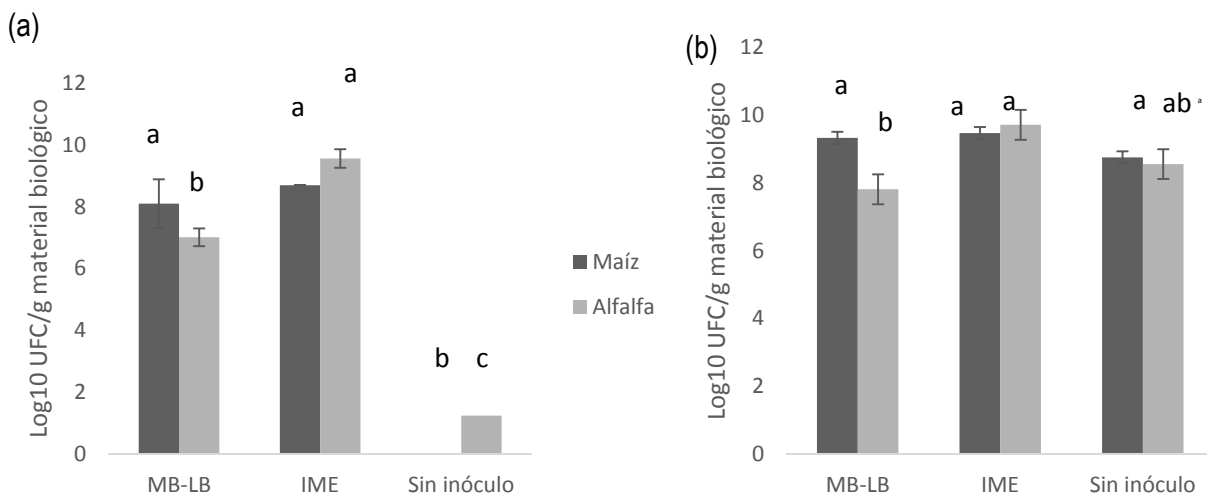 (a)
Log10 UFC/g material biológico
12
10
8
6
4
2
0
a
b
a
a
b
c
MB-LB
IME
Sin inóculo
Maíz
Alfalfa
(b)
Log10 UFC/g material biológico
12
10
8
6
4
2
0
a
b
a
a
a
ab a
MB-LB
IME
Sin inóculo